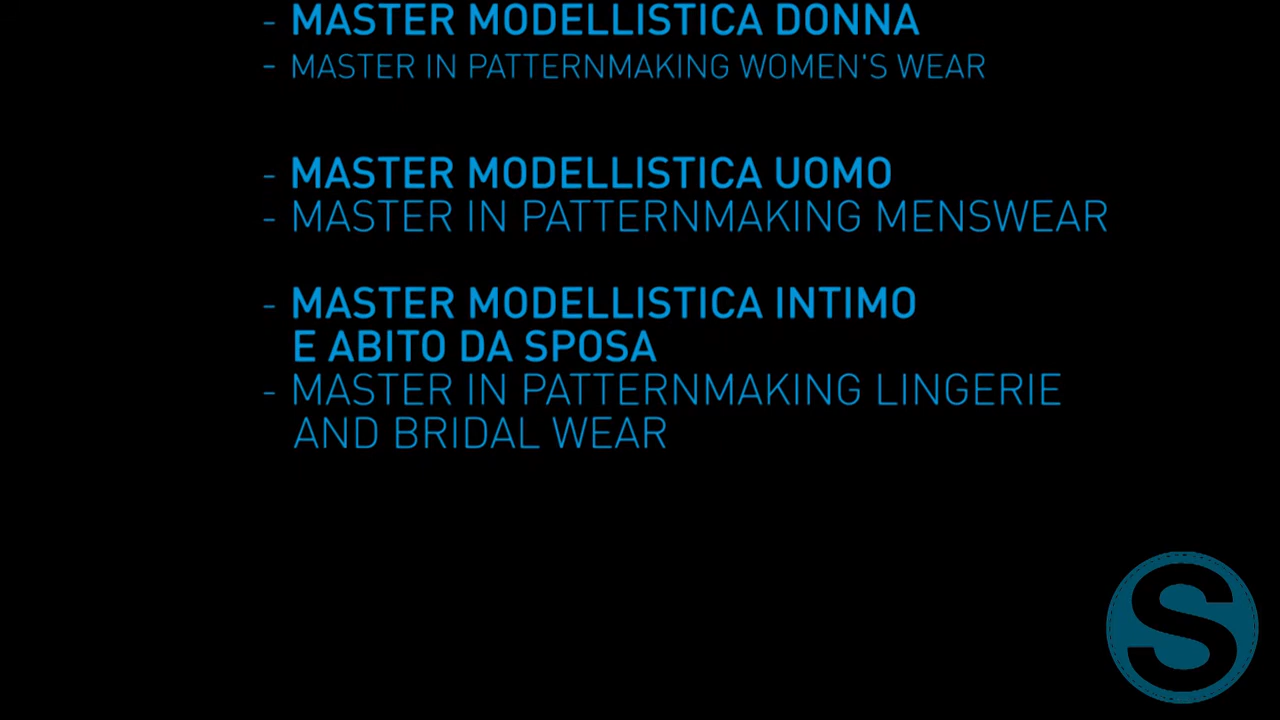 - MASTER MODELLISTICA DONNA
- MASTER IN PATTERNMAKING WOMEN'S WEAR
- MASTER MODELLISTICA UOMO
- MASTER IN PATTERNMAKING MENSWEAR
- MASTER MODELLISTICA INTIMO
E ABITO DA SPOSA
- MASTER IN PATTERNMAKING LINGERIE
AND BRIDAL WEAR
S